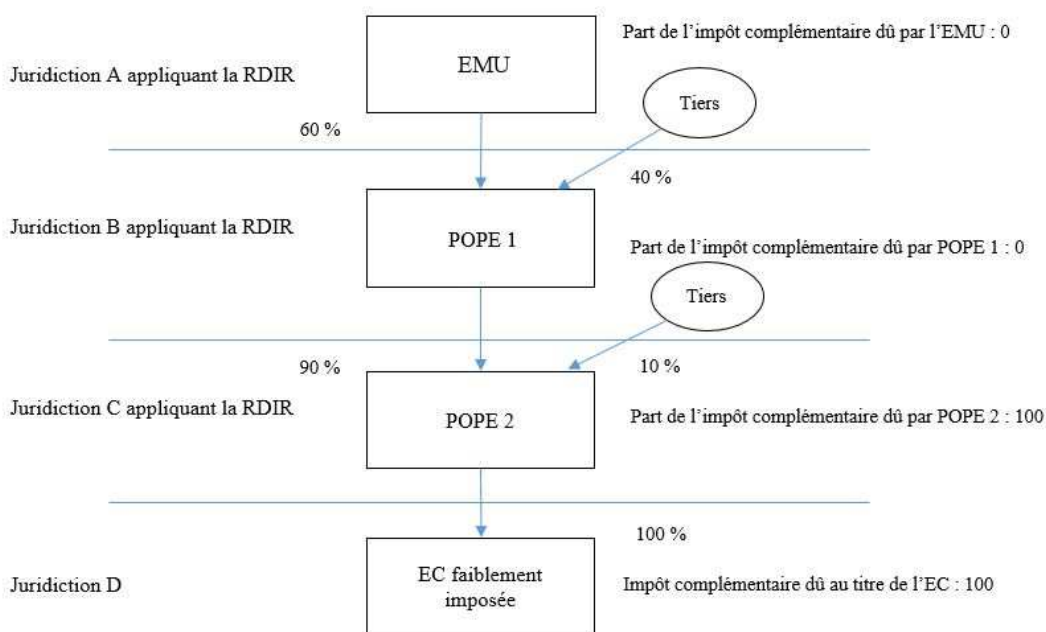 Part de l'impôt complémentaire dû par l'EMU : 0
Juridiction A appliquant la RDIR
EMU
Tiers
60 %
40 %
Juridiction B appliquant la RDIR
POPE 1
Part de l'impôt complémentaire dû par POPE 1 : 0
Tiers
90 %
10 %
Juridiction C appliquant la RDIR
POPE 2
Part de l'impôt complémentaire dû par POPE 2 : 100
100 %
Juridiction D
EC faiblement
imposée
Impôt complémentaire dû au titre de l'EC : 100